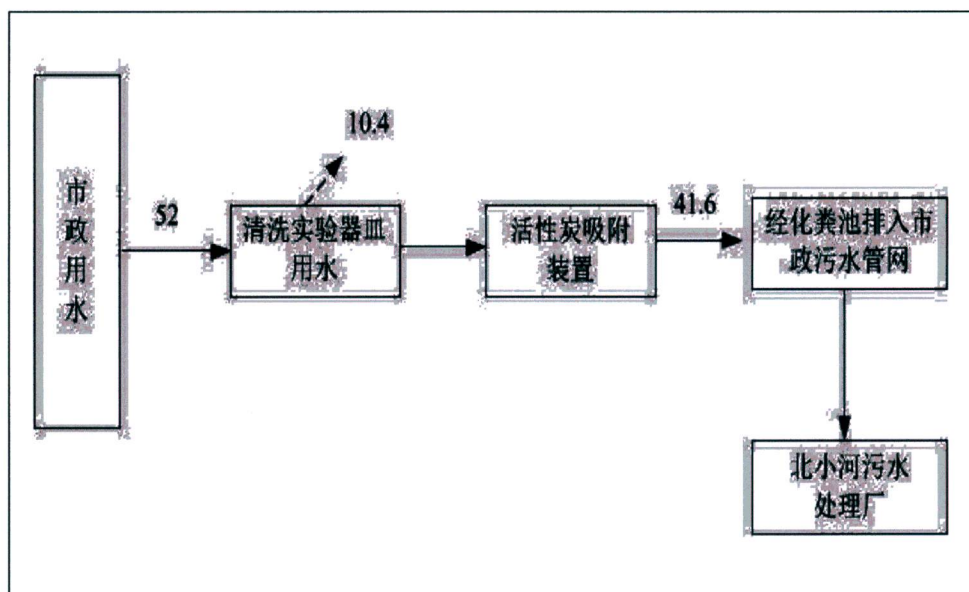 市政用水
52
10.4
清洗实验器皿
用水
活性炭吸附
装置
41.6
经化粪池排入市
政污水管网
北小河污水
处理厂